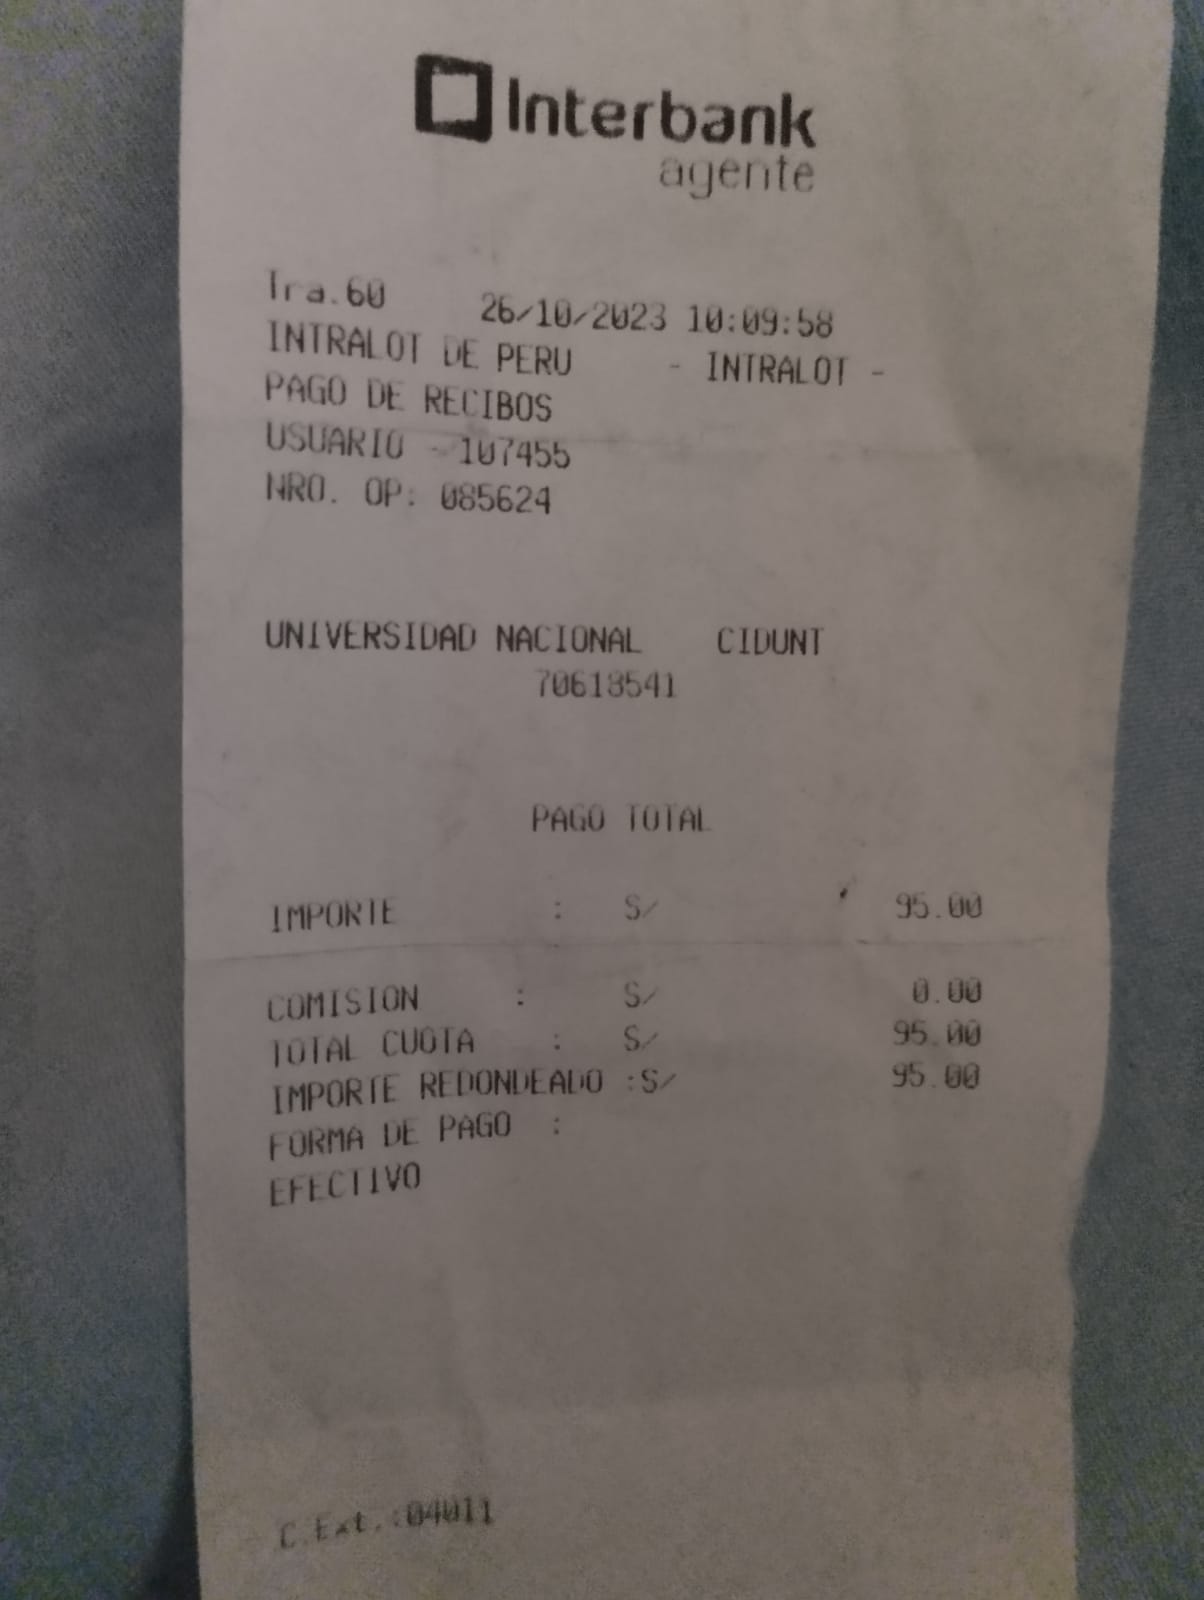 Interbank
agente
Tra.60 26/10/2023 10:09:58
INTRALOT DE PERU - INTRALOT -
PAGO DE RECIBOS
USUARIO - 107455
NRO. OP: 085624
UNIVERSIDAD NACIONAL CIDUNT
70618541
PAGO TOTAL
IMPORTE : S/ 95.00
COMISION : S/ 0.00
TOTAL CUOTA : S/ 95.00
IMPORTE REDONDEADO :S/ 95.00
FORMA DE PAGO :
EFECTIVO
C.Ext.:04011